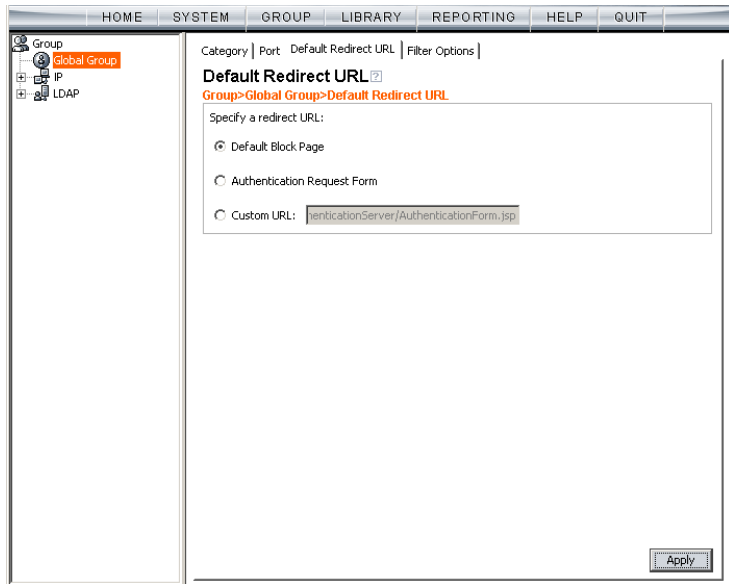 HOME SYSTEM GROUP LIBRARY REPORTING HELP QUIT
Group
Global Group
IP
LDAP
Category Port Default Redirect URL Filter Options
Default Redirect URL ?
Group>Global Group>Default Redirect URL
Specify a redirect URL:
Default Block Page
Authentication Request Form
Custom URL: henticationServer/AuthenticationForm.jsp
Apply